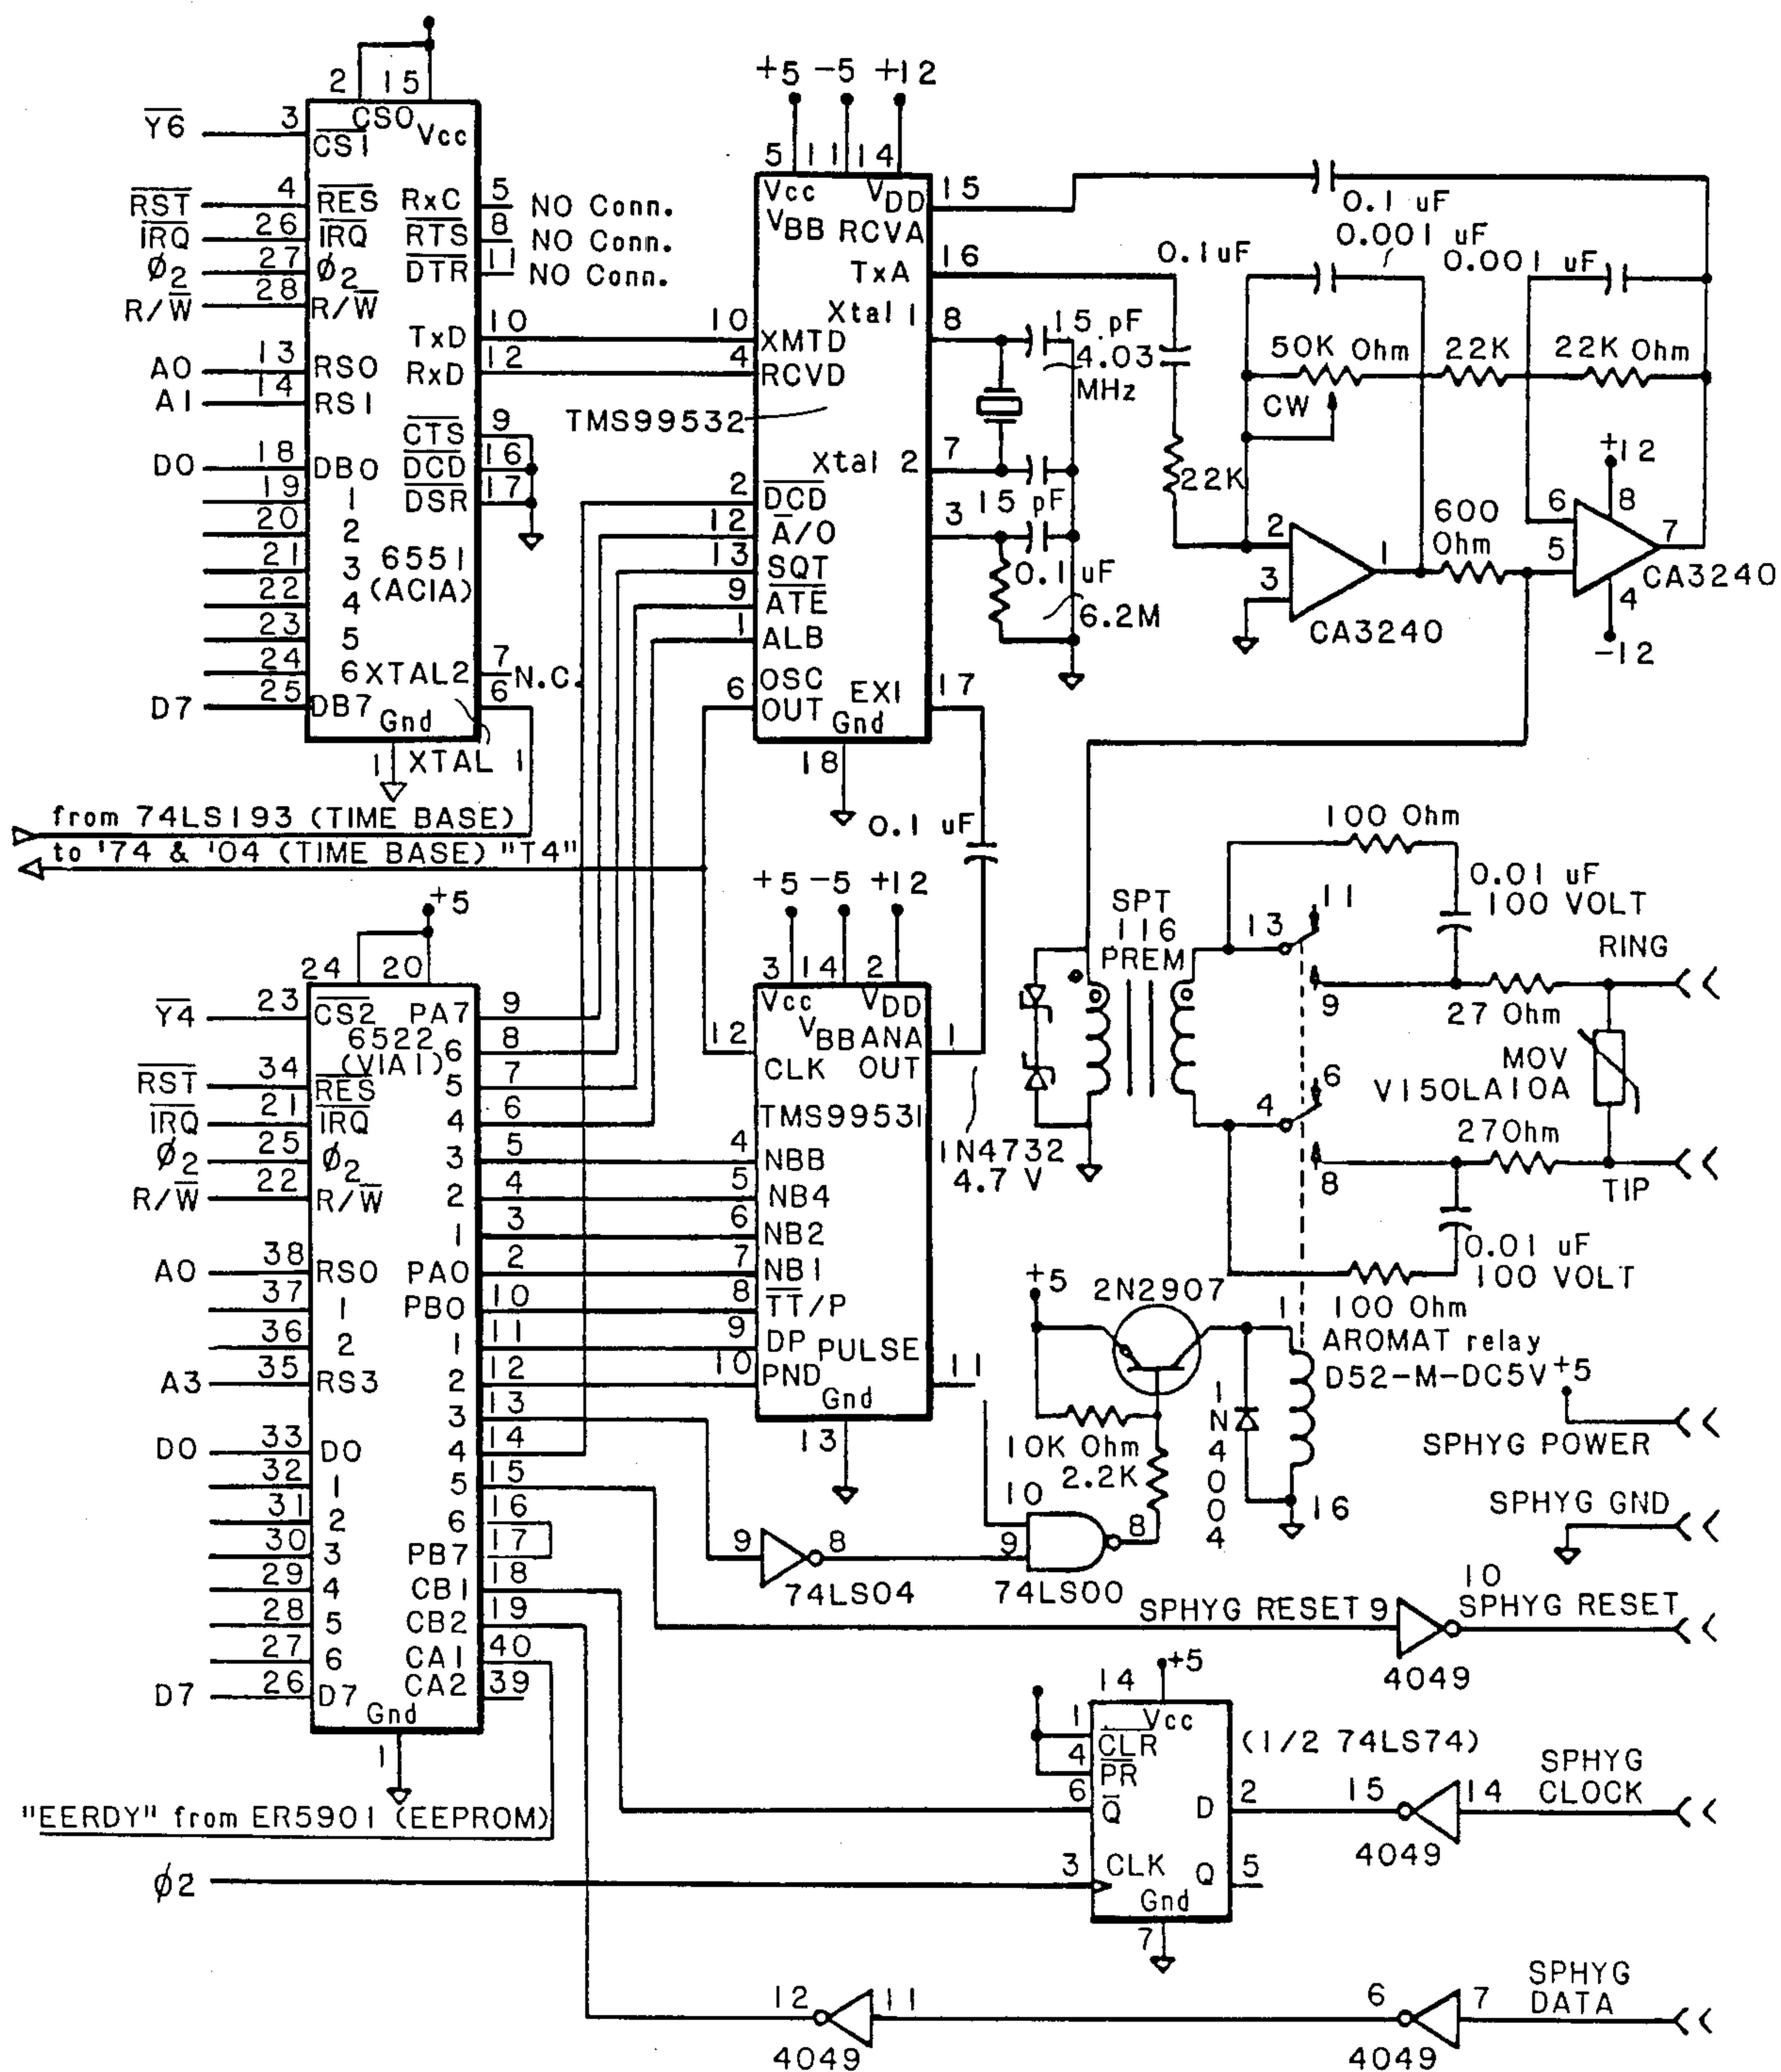 2 15
Y6 3 CS1 CS0 Vcc
RST 4 RES RxC 5 NO Conn.
IRQ 26 IRQ RTS 8 NO Conn.
ϕ2 27 ϕ2 DTR 11 NO Conn.
R/W 28 R/W
TxD 10
A0 13 RS0 RxD 12
A1 14 RS1
CTS 9
D0 18 DB0 DCD 16
19 1 DSR 17
20 2
21 3 6551
22 4 (ACIA)
23 5
24 6 XTAL2 7 N.C.
D7 25 DB7 6
Gnd
1 XTAL 1
from 74LS193 (TIME BASE)
to '74 & '04 (TIME BASE) "T4"
+5 -5 +12
5 11 14
Vcc VDD 15
VBB RCVA
TxA 16
Xtal 1 8
10 XMTD
4 RCVD
TMS99532
Xtal 2 7
2 DCD
12 A/O 3
13 SQT
9 ATE
1 ALB
6 OSC OUT EXI 17
Gnd
18
15 pF
4.03 MHz
15 pF
0.1 uF
6.2M
0.1 uF
0.1 uF
0.001 uF
0.001 uF
0.1uF
50K Ohm 22K 22K Ohm
CW
22K
+12
2 1 600 Ohm 6 8 7
3 5 4
CA3240
CA3240
-12
+5
24 20
Y4 23 CS2 PA7 9
6522 6 8
(VIA1)
RST 34 RES 5 7
IRQ 21 IRQ 4 6
ϕ2 25 ϕ2 3 5
R/W 22 R/W 2 4
1 3
A0 38 RS0 PA0 2
37 1 PB0 10
36 2 1 11
A3 35 RS3 2 12
3 13
D0 33 D0 4 14
32 1 5 15
31 2 6 16
30 3 PB7 17
29 4 CB1 18
28 5 CB2 19
27 6 CA1 40
D7 26 D7 CA2 39
Gnd
1
"EERDY" from ER5901 (EEPROM)
ϕ2
+5 -5 +12
3 14 2
Vcc VDD
VBB ANA OUT 1
12 CLK
TMS99531
4 NBB
5 NB4
6 NB2
7 NB1
8 TT/P
9 DP PULSE
10 PND 11
Gnd
13
1N4732
4.7 V
SPT
116
PREM
100 Ohm
0.01 uF
100 VOLT
13 11
RING
9 27 Ohm
MOV
V150LA10A
6
4
27Ohm
8 TIP
0.01 uF
100 VOLT
100 Ohm
+5 2N2907 1
AROMAT relay
D52-M-DC5V
+5
10K Ohm
2.2K
1N4004
SPHYG POWER
16
SPHYG GND
9 8 10 9 8
74LS04 74LS00
SPHYG RESET 9 10 SPHYG RESET
4049
14 +5
1 Vcc
CLR
4 PR
6 Q D 2
(1/2 74LS74)
15 14 SPHYG CLOCK
4049
3 CLK Q 5
Gnd
7
12 11 6 7 SPHYG DATA
4049 4049